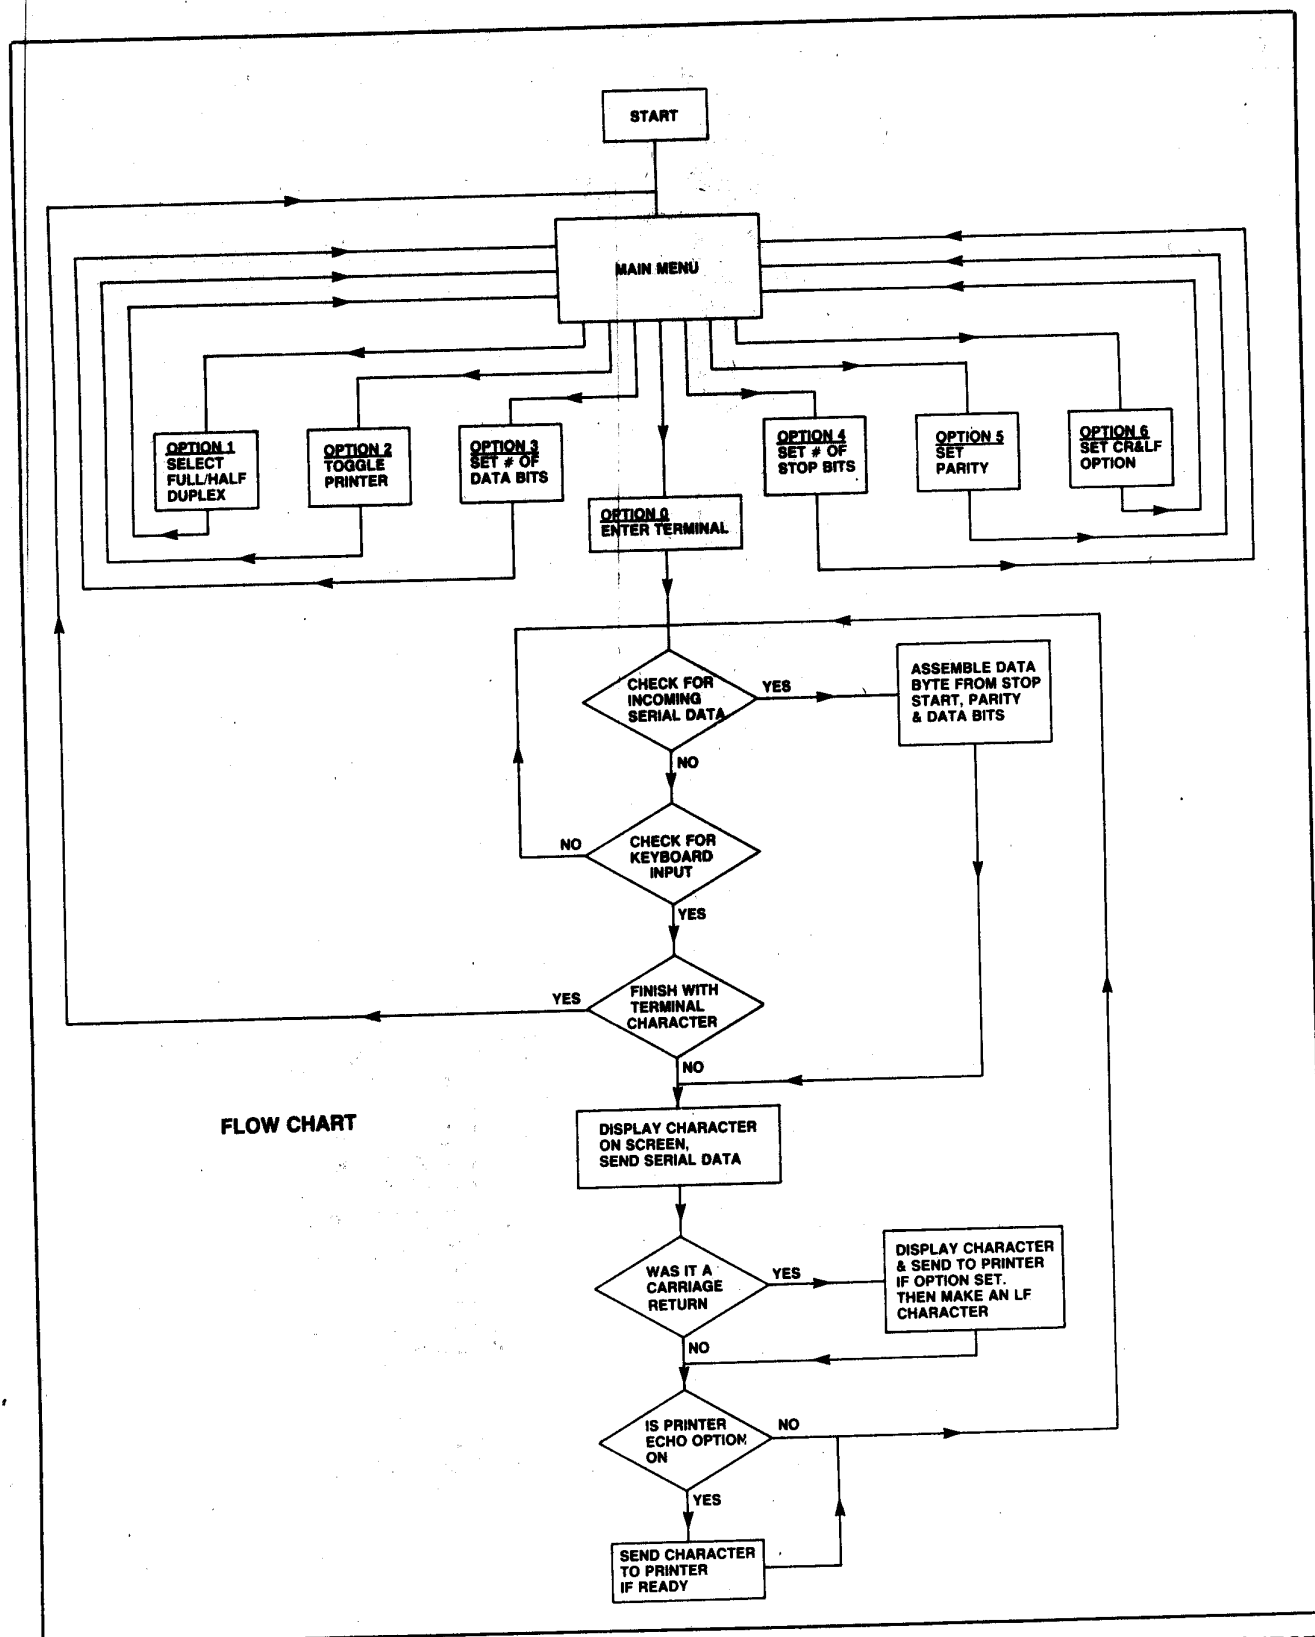 START
MAIN MENU
OPTION 1
SELECT
FULL/HALF
DUPLEX
OPTION 2
TOGGLE
PRINTER
OPTION 3
SET # OF
DATA BITS
OPTION 0
ENTER TERMINAL
OPTION 4
SET # OF
STOP BITS
OPTION 5
SET
PARITY
OPTION 6
SET CR&LF
OPTION
CHECK FOR
INCOMING
SERIAL DATA
YES
ASSEMBLE DATA
BYTE FROM STOP
START, PARITY
& DATA BITS
NO
CHECK FOR
KEYBOARD
INPUT
NO
YES
FINISH WITH
TERMINAL
CHARACTER
YES
NO
FLOW CHART
DISPLAY CHARACTER
ON SCREEN,
SEND SERIAL DATA
WAS IT A
CARRIAGE
RETURN
YES
DISPLAY CHARACTER
& SEND TO PRINTER
IF OPTION SET.
THEN MAKE AN LF
CHARACTER
NO
IS PRINTER
ECHO OPTION
ON
NO
YES
SEND CHARACTER
TO PRINTER
IF READY